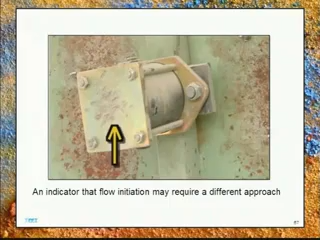 An indicator that flow initiation may require a different approach